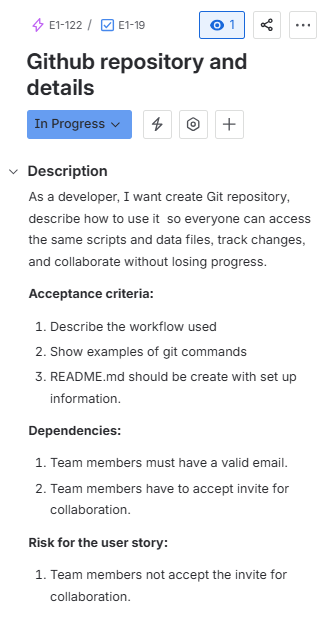 E1-122 / E1-19
1
Github repository and
details
In Progress
Description
As a developer, I want create Git repository,
describe how to use it  so everyone can access
the same scripts and data files, track changes,
and collaborate without losing progress.
Acceptance criteria:
1. Describe the workflow used
2. Show examples of git commands
3. README.md should be create with set up
information.
Dependencies:
1. Team members must have a valid email.
2. Team members have to accept invite for
collaboration.
Risk for the user story:
1. Team members not accept the invite for
collaboration.